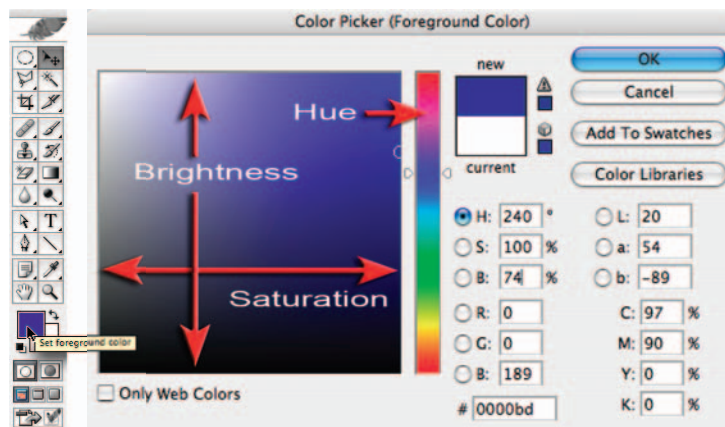 Color Picker (Foreground Color)
new
current
OK
Cancel
Add To Swatches
Color Libraries
Hue
Brightness
Saturation
H: 240 °
S: 100 %
B: 74 %
R: 0
G: 0
B: 189
# 0000bd
L: 20
a: 54
b: -89
C: 97 %
M: 90 %
Y: 0 %
K: 0 %
Only Web Colors
T
Set foreground color